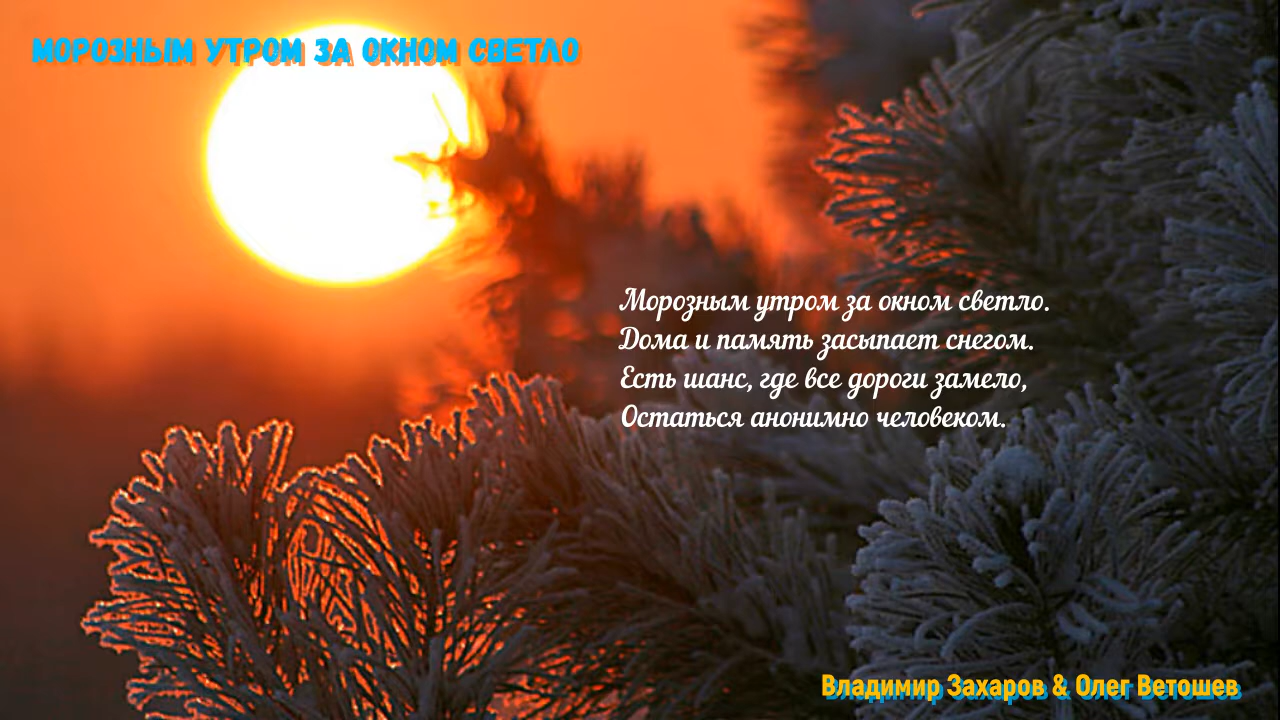 МОРОЗНЫМ УТРОМ ЗА ОКНОМ СВЕТЛО
Морозным утром за окном светло.
Дома и память засыпает снегом.
Есть шанс, где все дороги замело,
Остаться анонимно человеком.
Владимир Захаров & Олег Ветошев